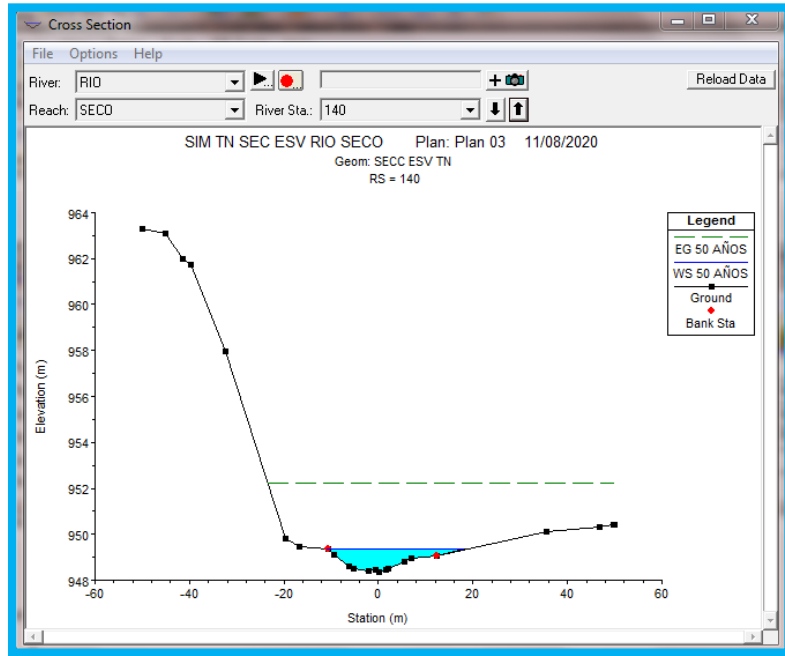 Cross Section
File Options Help
River: RIO Reload Data
Reach: SECO River Sta.: 140
SIM TN SEC ESV RIO SECO Plan: Plan 03 11/08/2020
Geom: SECC ESV TN
RS = 140
Legend
EG 50 AÑOS
WS 50 AÑOS
Ground
Bank Sta
964
962
960
958
956
954
952
950
948
Elevation (m)
-60 -40 -20 0 20 40 60
Station (m)